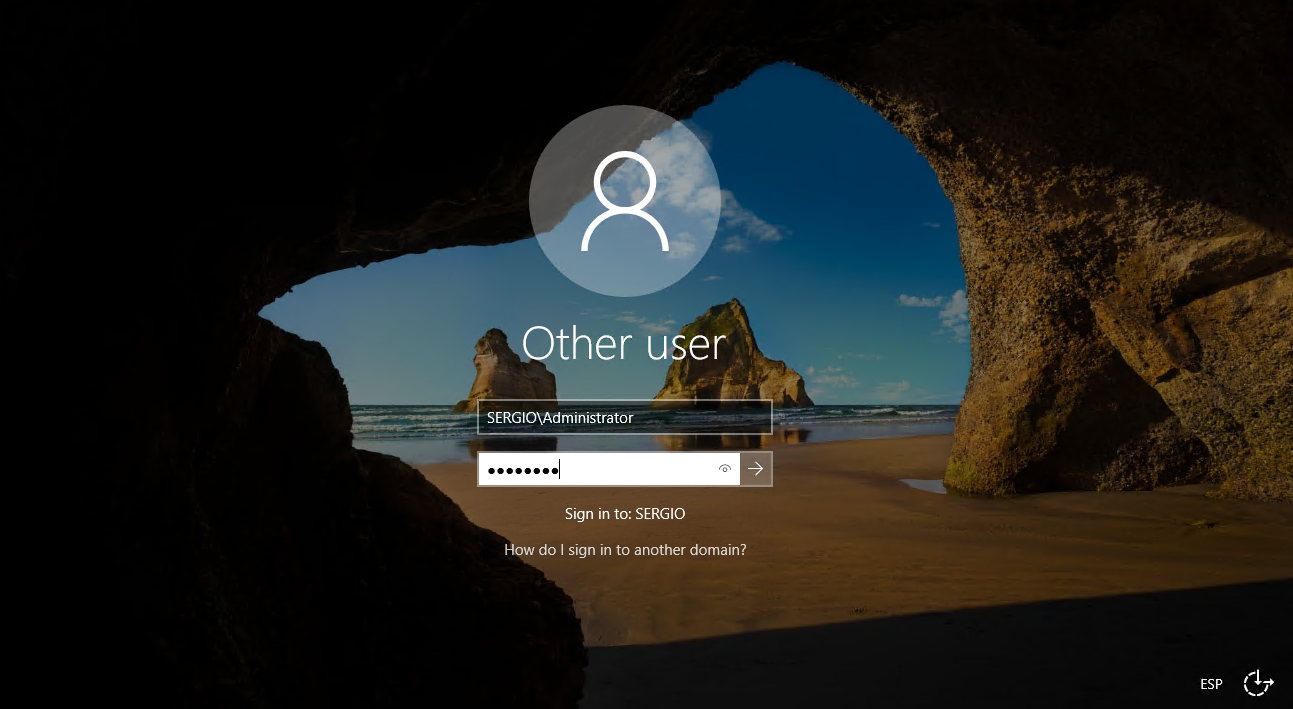 Other user
SERGIO\Administrator
••••••••
Sign in to: SERGIO
How do I sign in to another domain?
ESP